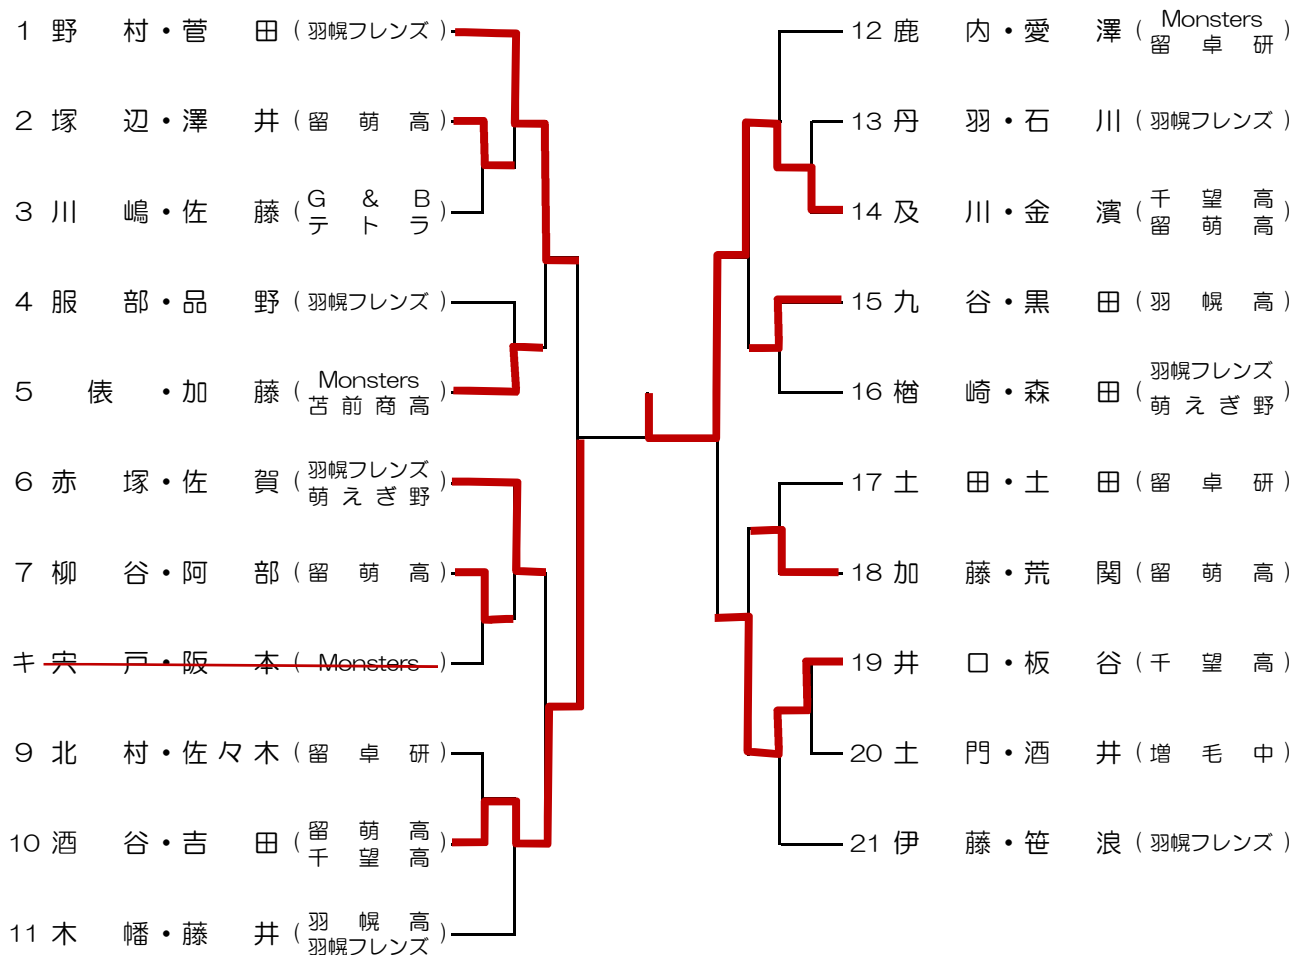 1 野村・菅田 (羽幌フレンズ)
2 塚辺・澤井 (留萌高)
3 川嶋・佐藤 (G&B
テトラ)
4 服部・品野 (羽幌フレンズ)
5 俵・加藤 (Monsters
苫前商高)
6 赤塚・佐賀 (羽幌フレンズ
萌えぎ野)
7 柳谷・阿部 (留萌高)
キ 宍戸・阪本 (Monsters)
9 北村・佐々木 (留卓研)
10 酒谷・吉田 (留萌高
千望高)
11 木幡・藤井 (羽幌高
羽幌フレンズ)
12 鹿内・愛澤 (Monsters
留卓研)
13 丹羽・石川 (羽幌フレンズ)
14 及川・金濱 (千望高
留萌高)
15 九谷・黒田 (羽幌高)
16 楢崎・森田 (羽幌フレンズ
萌えぎ野)
17 土田・土田 (留卓研)
18 加藤・荒関 (留萌高)
19 井口・板谷 (千望高)
20 土門・酒井 (増毛中)
21 伊藤・笹浪 (羽幌フレンズ)